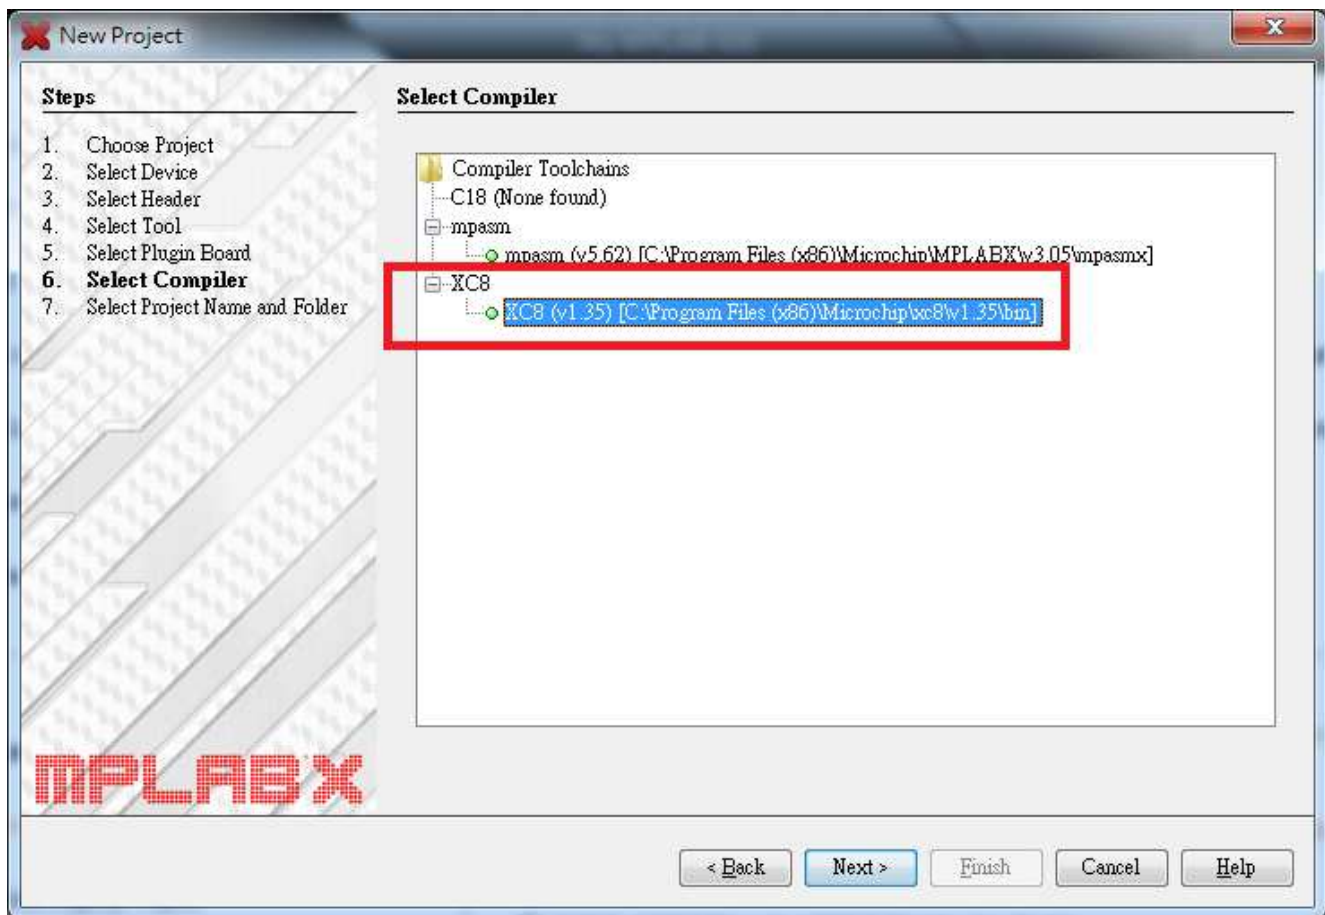 New Project
Steps
1. Choose Project
2. Select Device
3. Select Header
4. Select Tool
5. Select Plugin Board
6. Select Compiler
7. Select Project Name and Folder
Select Compiler
Compiler Toolchains
C18 (None found)
mpasm
mpasm (v5.62) [C:\Program Files (x86)\Microchip\MPLABX\v3.05\mpasmx]
XC8
XC8 (v1.35) [C:\Program Files (x86)\Microchip\xc8\v1.35\bin]
MPLAB X
< Back Next > Finish Cancel Help